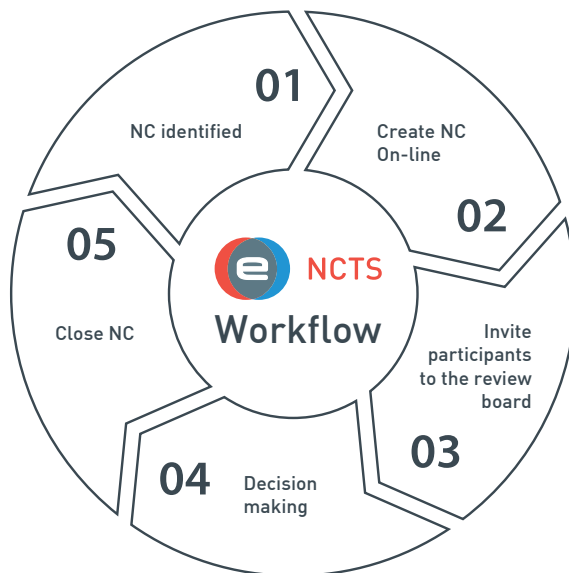 01
NC identified
Create NC
On-line
02
Invite
participants
to the review
board
03
04
Decision
making
05
Close NC
e NCTS
Workflow